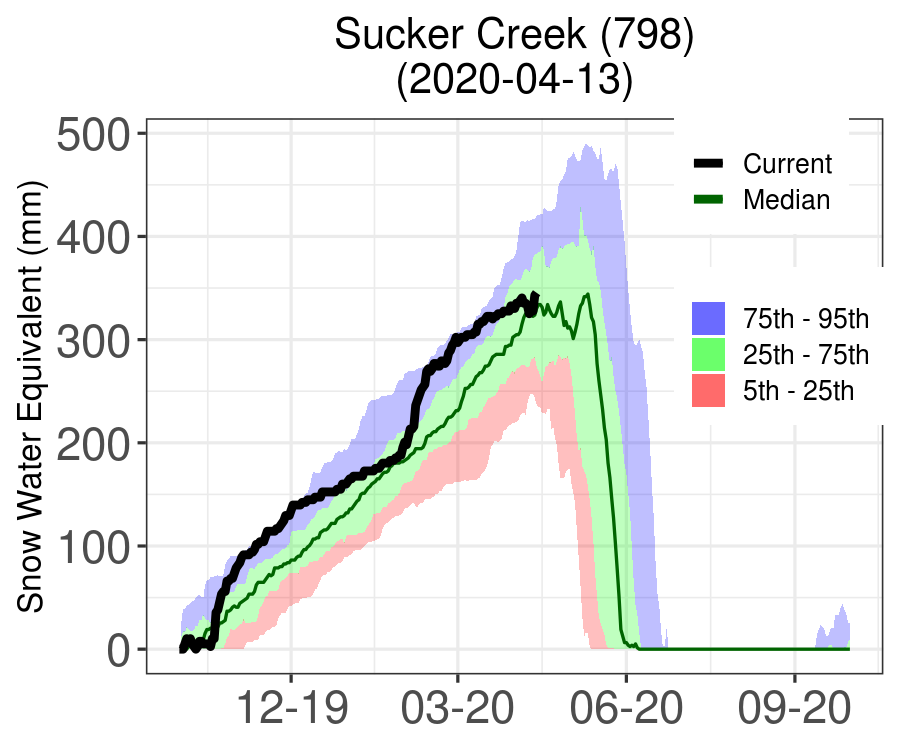 Sucker Creek (798)
(2020-04-13)
Snow Water Equivalent (mm)
500
400
300
200
100
0
12-19
03-20
06-20
09-20
Current
Median
75th - 95th
25th - 75th
5th - 25th